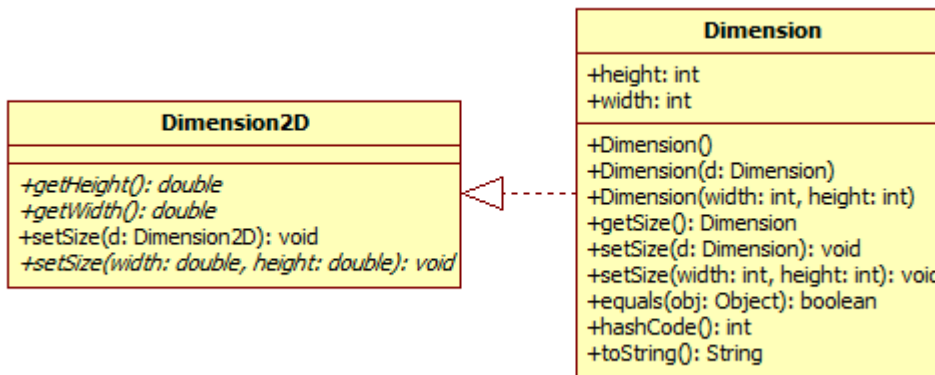 Dimension2D
+getHeight(): double
+getWidth(): double
+setSize(d: Dimension2D): void
+setSize(width: double, height: double): void
Dimension
+height: int
+width: int
+Dimension()
+Dimension(d: Dimension)
+Dimension(width: int, height: int)
+getSize(): Dimension
+setSize(d: Dimension): void
+setSize(width: int, height: int): void
+equals(obj: Object): boolean
+hashCode(): int
+toString(): String